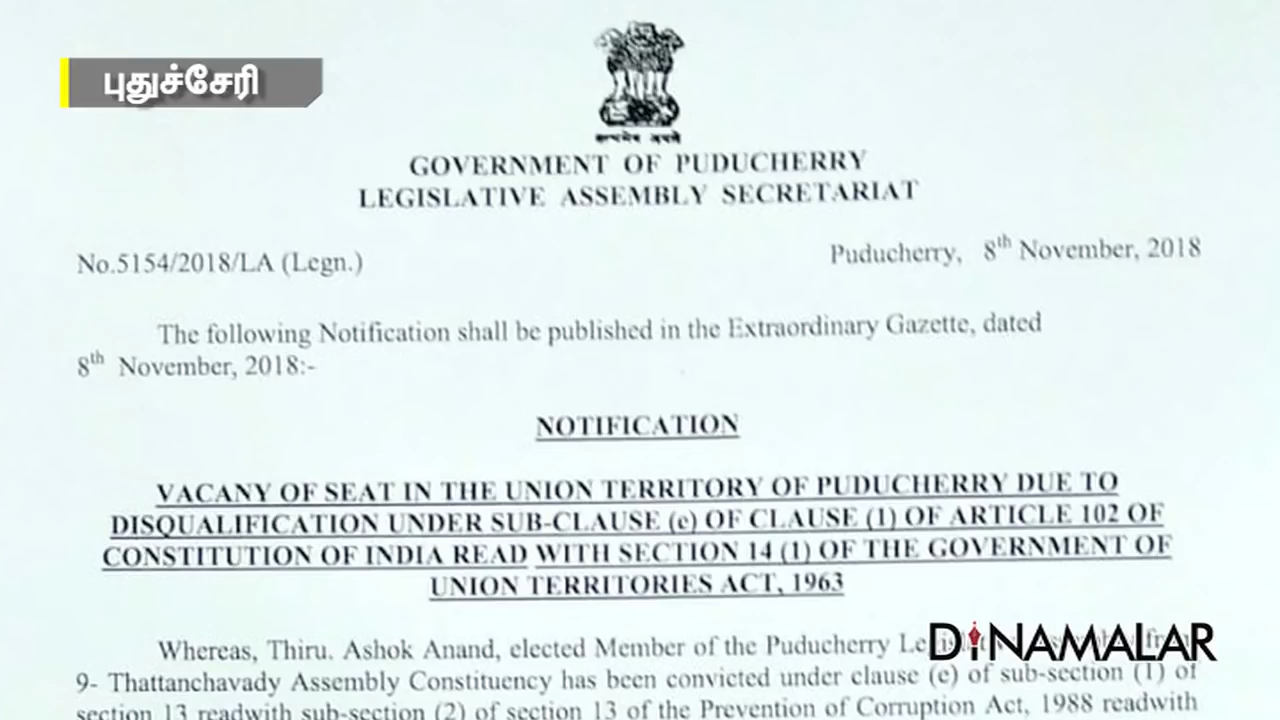 புதுச்சேரி
सत्यमेव जयते
GOVERNMENT OF PUDUCHERRY
LEGISLATIVE ASSEMBLY SECRETARIAT
No.5154/2018/LA (Legn.)
Puducherry, 8th November, 2018
The following Notification shall be published in the Extraordinary Gazette, dated
8th November, 2018:-
NOTIFICATION
VACANY OF SEAT IN THE UNION TERRITORY OF PUDUCHERRY DUE TO
DISQUALIFICATION UNDER SUB-CLAUSE (e) OF CLAUSE (1) OF ARTICLE 102 OF
CONSTITUTION OF INDIA READ WITH SECTION 14 (1) OF THE GOVERNMENT OF
UNION TERRITORIES ACT, 1963
Whereas, Thiru. Ashok Anand, elected Member of the Puducherry
DINAMALAR
9- Thattanchavady Assembly Constituency has been convicted under clause (e) of sub-section (1) of
section 13 readwith sub-section (2) of section 13 of the Prevention of Corruption Act, 1988 readwith